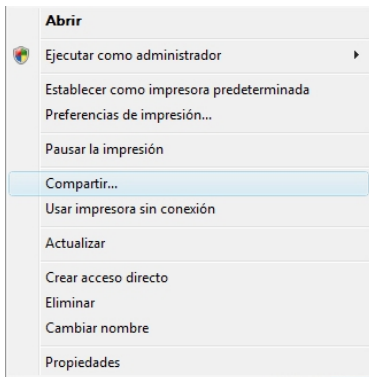 Abrir
Ejecutar como administrador
Establecer como impresora predeterminada
Preferencias de impresión...
Pausar la impresión
Compartir...
Usar impresora sin conexión
Actualizar
Crear acceso directo
Eliminar
Cambiar nombre
Propiedades